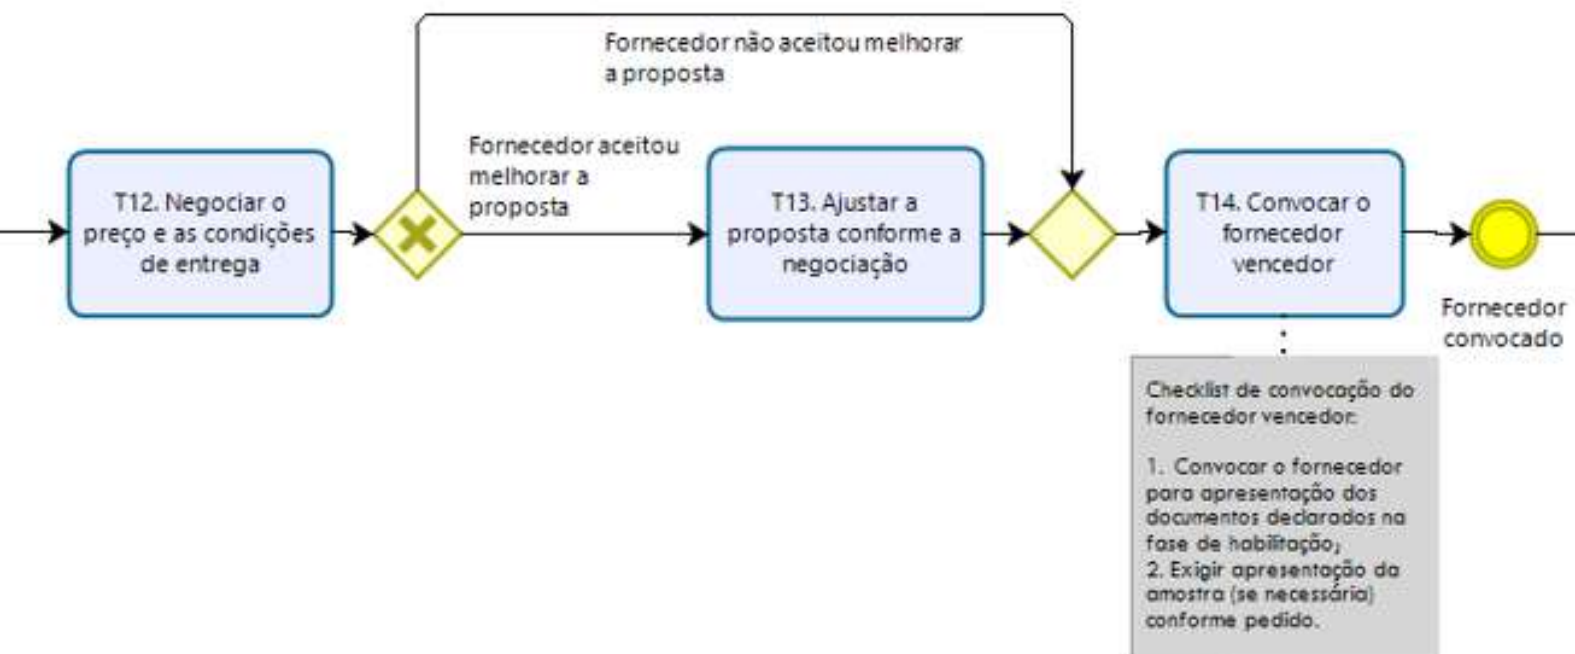 Fornecedor não aceitou melhorar
a proposta
Fornecedor aceitou
melhorar a
proposta
T12. Negociar o
preço e as condições
de entrega
T13. Ajustar a
proposta conforme a
negociação
T14. Convocar o
fornecedor
vencedor
Fornecedor
convocado
Checklist de convocação do
fornecedor vencedor:
1. Convocar o fornecedor
para apresentação dos
documentos declarados na
fase de habilitação;
2. Exigir apresentação da
amostra (se necessária)
conforme pedido.